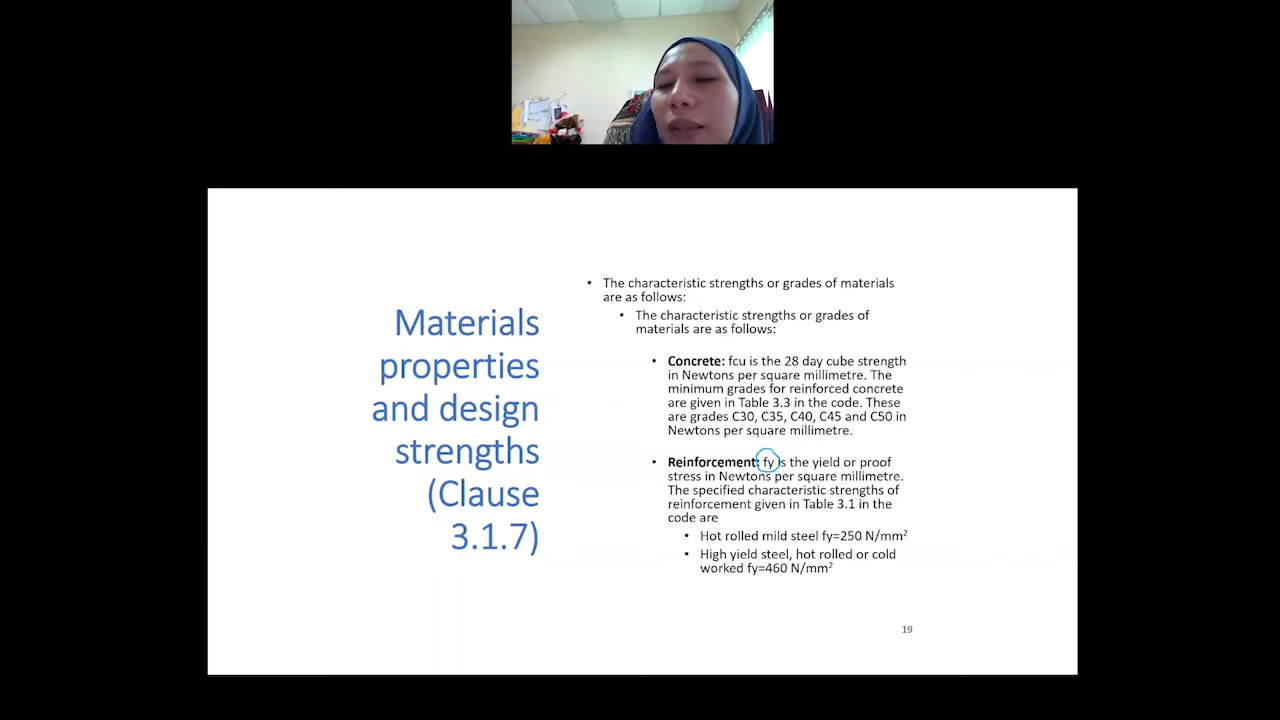 Materials
properties
and design
strengths
(Clause
3.1.7)
• The characteristic strengths or grades of materials
are as follows:
• The characteristic strengths or grades of
materials are as follows:
• Concrete: fcu is the 28 day cube strength
in Newtons per square millimetre. The
minimum grades for reinforced concrete
are given in Table 3.3 in the code. These
are grades C30, C35, C40, C45 and C50 in
Newtons per square millimetre.
• Reinforcement: fy is the yield or proof
stress in Newtons per square millimetre.
The specified characteristic strengths of
reinforcement given in Table 3.1 in the
code are
• Hot rolled mild steel fy=250 N/mm²
• High yield steel, hot rolled or cold
worked fy=460 N/mm²
19